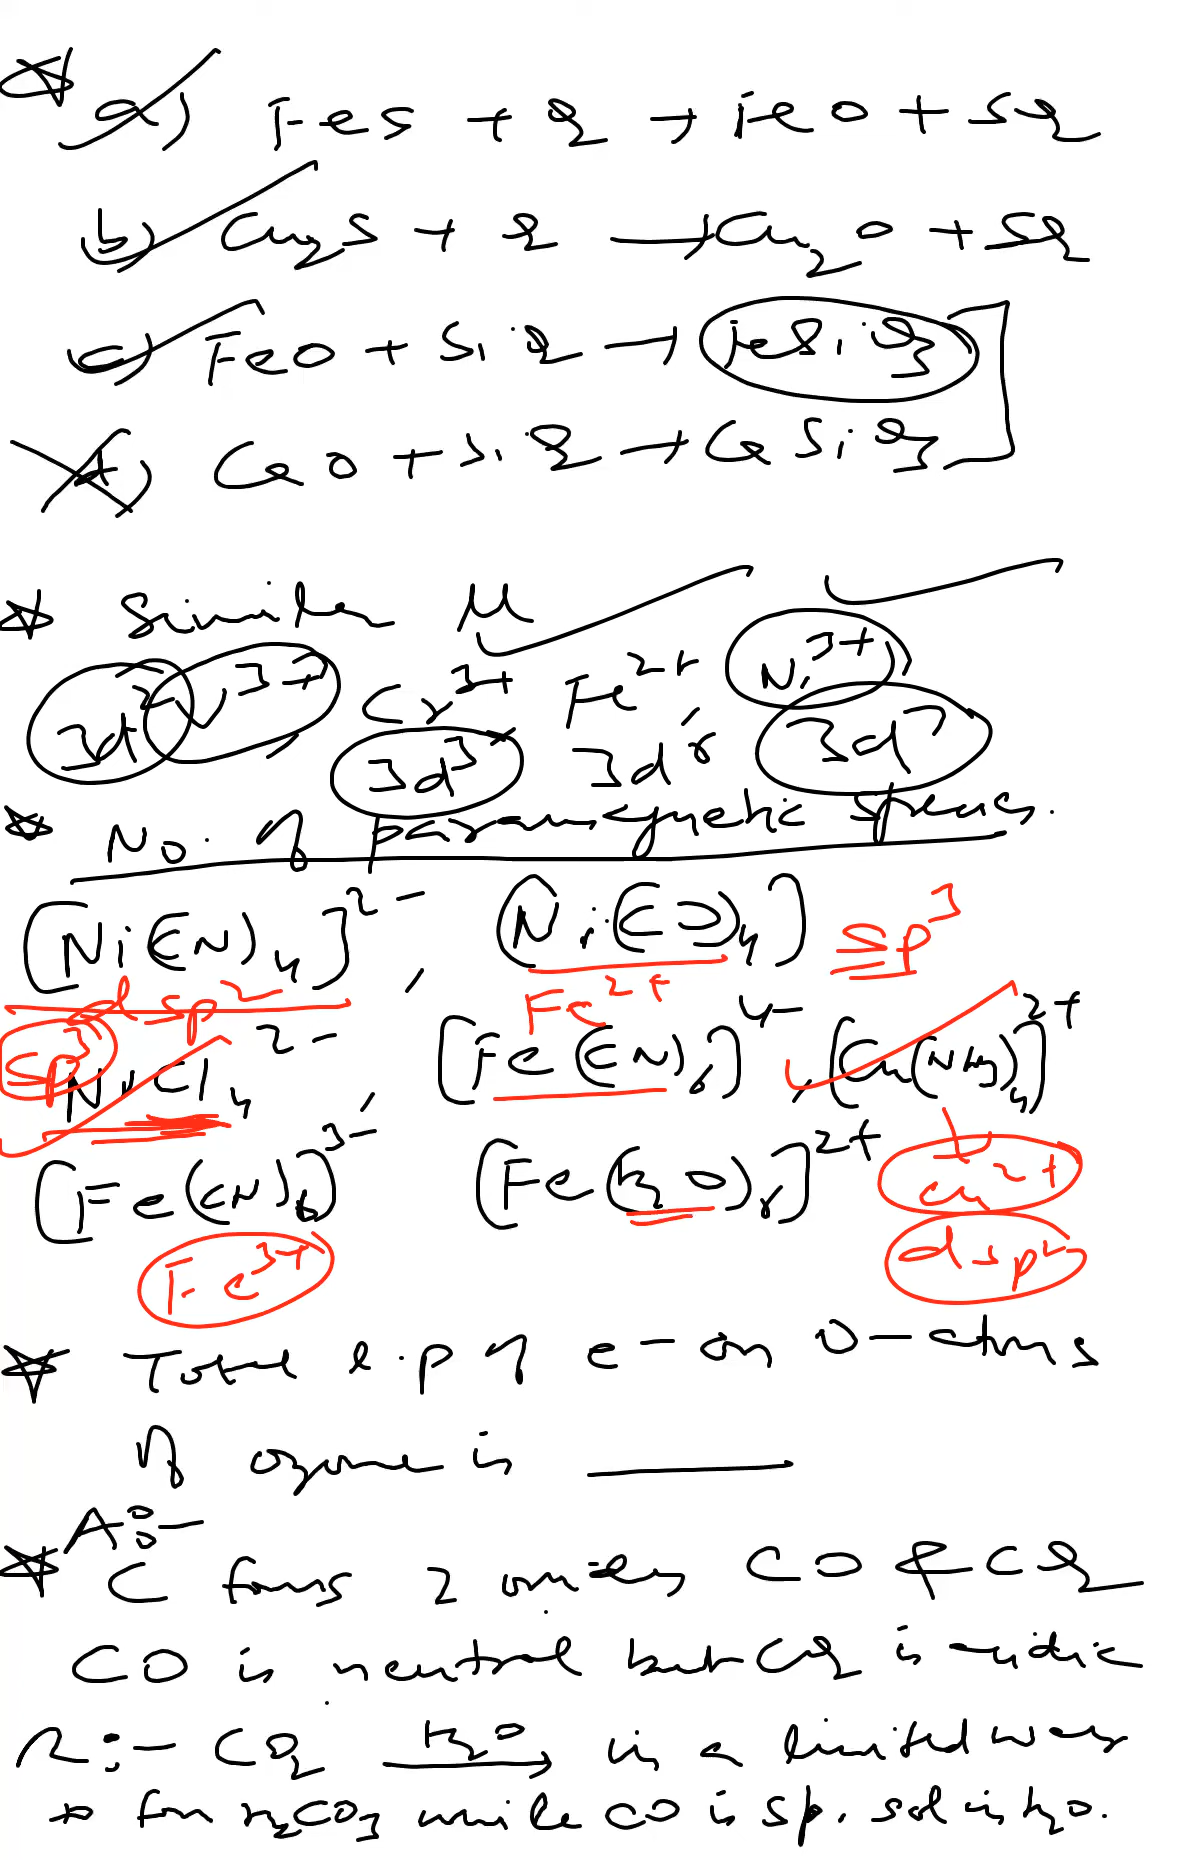 a) FeS + O2 → FeO + SO2
b) Cu2S + O2 → Cu2O + SO2
c) FeO + SiO2 → FeSiO3
d) CaO + SiO2 → CaSiO3
Similar μ
V3+, Cr3+ Fe2+, Ni3+
3d2 3d3 3d6 3d7
No. of paramagnetic species.
[Ni(CN)4]2-, [Ni(CO)4] sp3
dsp2 Fe2+
sp3 NiCl4 2-, [Fe(CN)6]4-, [Cu(NH3)4]2+
[Fe(CN)6]3- [Fe(H2O)6]2+ Cu2+
Fe3+ dsp2
Total l.p of e- on O-atoms
of ozone is ______
A:-
C forms 2 oxides CO & CO2
CO is neutral but CO2 is acidic
R:- CO2 H2O → in a limited way
to form H2CO3 while CO is sp. sol in H2O.